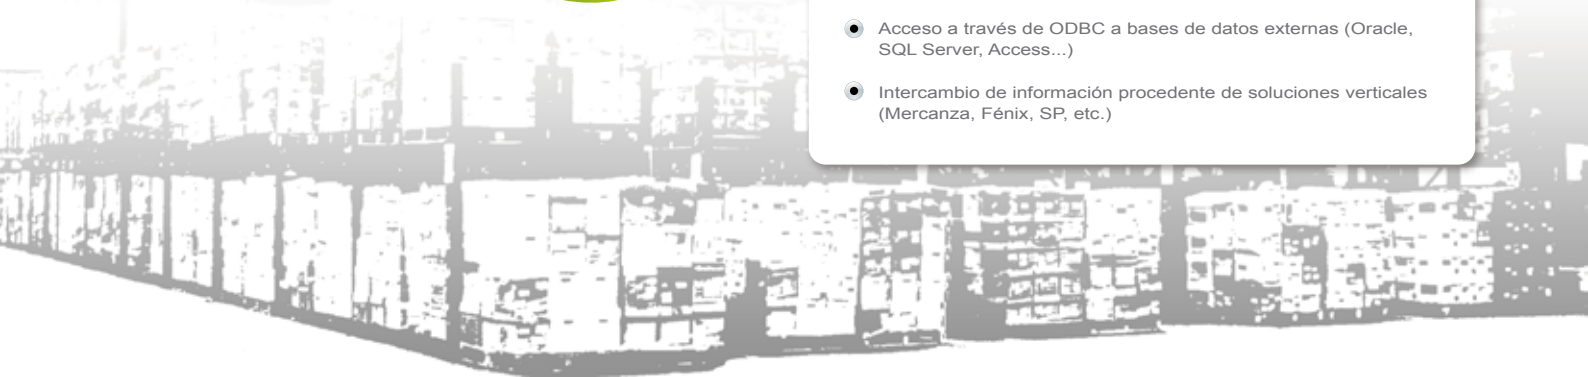 Acceso a través de ODBC a bases de datos externas (Oracle,
SQL Server, Access...)
Intercambio de información procedente de soluciones verticales
(Mercanza, Fénix, SP, etc.)